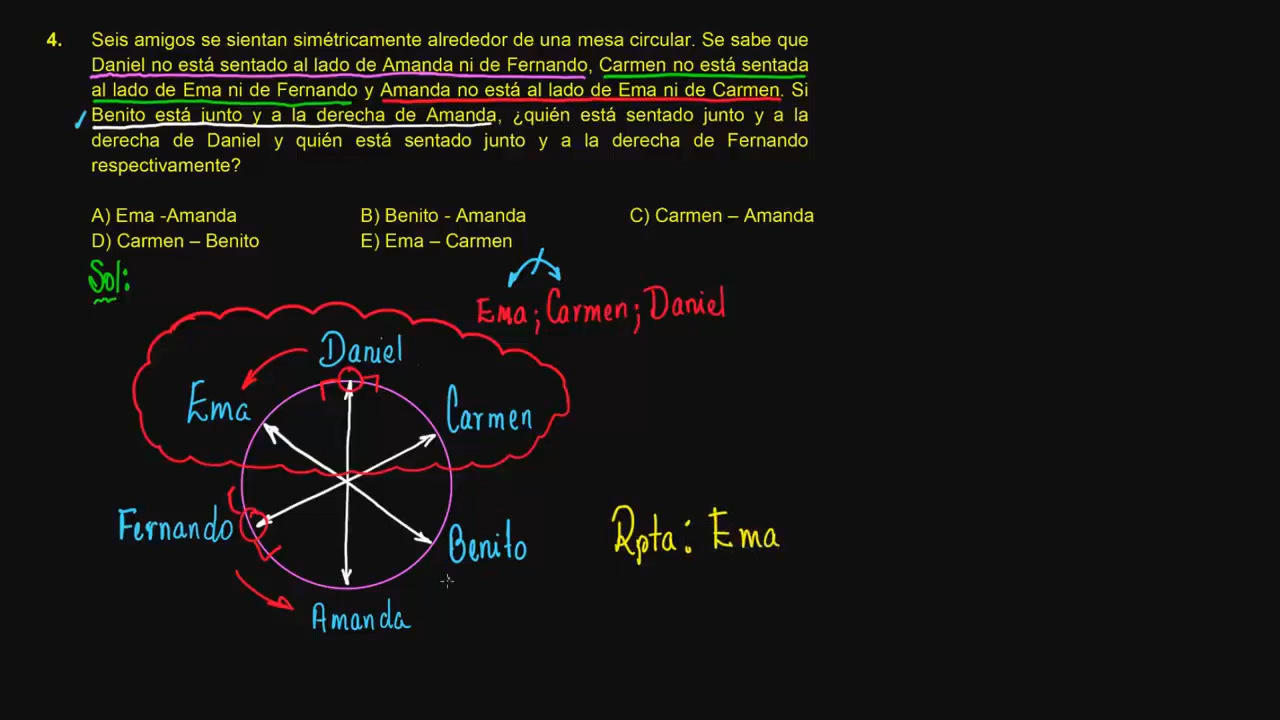 4. Seis amigos se sientan simétricamente alrededor de una mesa circular. Se sabe que
Daniel no está sentado al lado de Amanda ni de Fernando, Carmen no está sentada
al lado de Ema ni de Fernando y Amanda no está al lado de Ema ni de Carmen. Si
Benito está junto y a la derecha de Amanda, ¿quién está sentado junto y a la
derecha de Daniel y quién está sentado junto y a la derecha de Fernando
respectivamente?
A) Ema -Amanda B) Benito - Amanda C) Carmen – Amanda
D) Carmen – Benito E) Ema – Carmen
Sol:
Ema; Carmen; Daniel
Daniel
Ema Carmen
Fernando Benito Rpta: Ema
Amanda